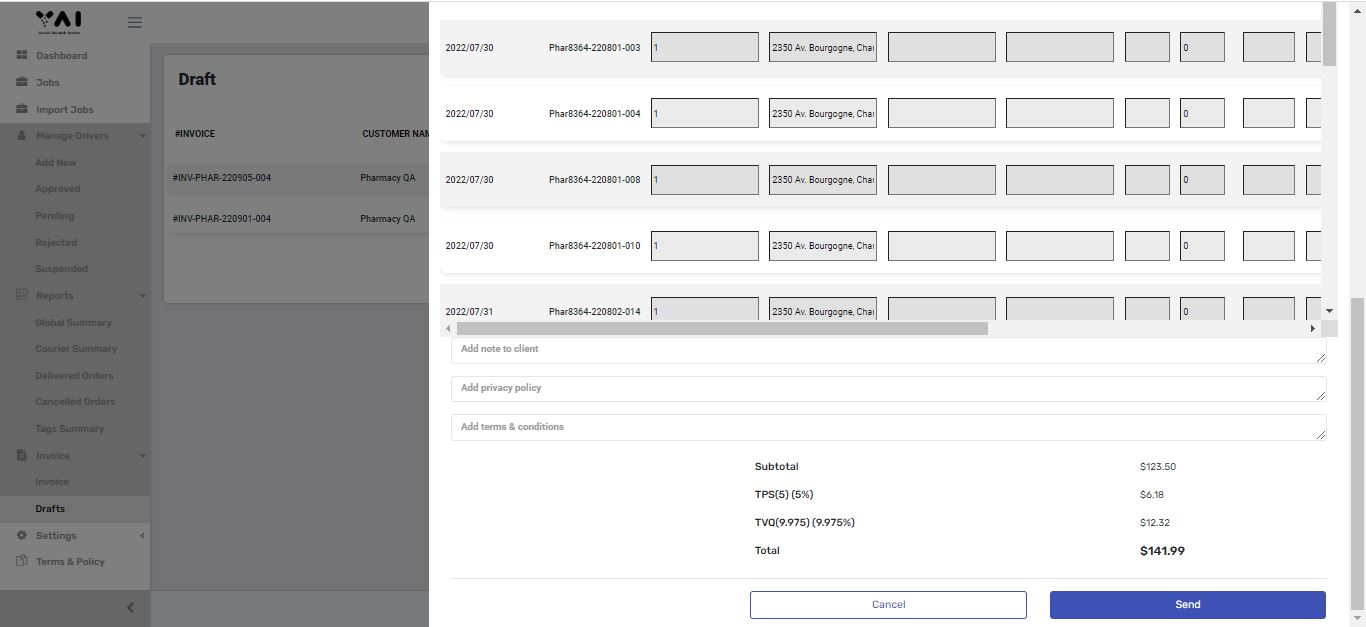 YAI
Dashboard
Jobs
Import Jobs
Manage Drivers
Add New
Approved
Pending
Rejected
Suspended
Reports
Global Summary
Courier Summary
Delivered Orders
Cancelled Orders
Tags Summary
Invoice
Invoice
Drafts
Settings
Terms & Policy
Draft
#INVOICE CUSTOMER NAM
#INV-PHAR-220905-004 Pharmacy QA
#INV-PHAR-220901-004 Pharmacy QA
2022/07/30 Phar8364-220801-003 1 2350 Av. Bourgogne, Char 0
2022/07/30 Phar8364-220801-004 1 2350 Av. Bourgogne, Char 0
2022/07/30 Phar8364-220801-008 1 2350 Av. Bourgogne, Char 0
2022/07/30 Phar8364-220801-010 1 2350 Av. Bourgogne, Char 0
2022/07/31 Phar8364-220802-014 1 2350 Av. Bourgogne, Char 0
Add note to client
Add privacy policy
Add terms & conditions
Subtotal $123.50
TPS(5) (5%) $6.18
TVQ(9.975) (9.975%) $12.32
Total $141.99
Cancel Send